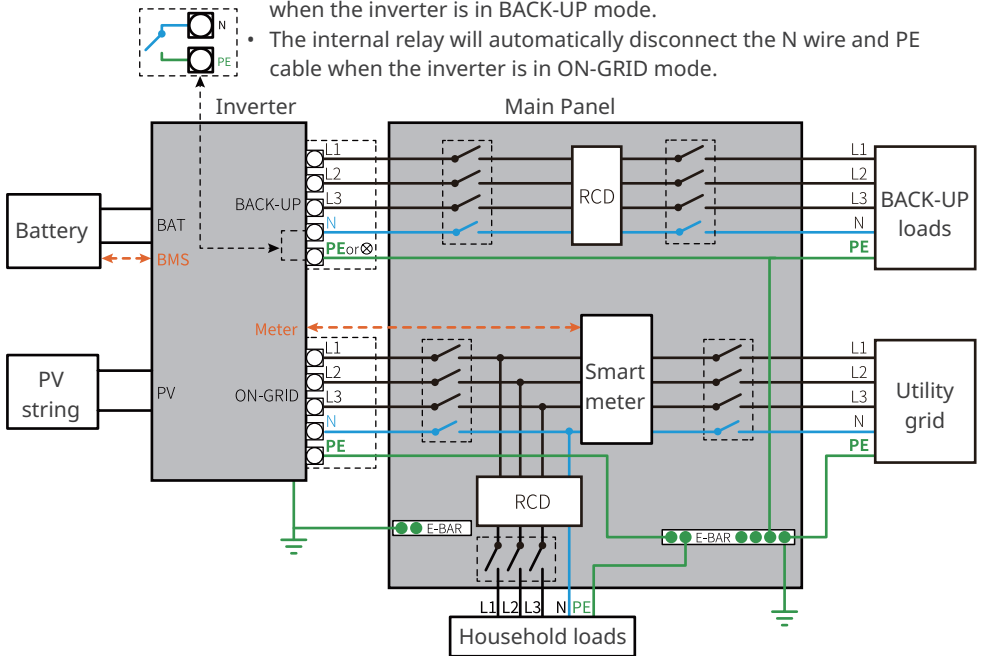 when the inverter is in BACK-UP mode.
N
• The internal relay will automatically disconnect the N wire and PE
PE
cable when the inverter is in ON-GRID mode.
Inverter
Main Panel
L1
L2
L3
N
PEor⊗
BACK-UP
RCD
L1
L2
L3
N
PE
BACK-UP
loads
Battery
BAT
BMS
Meter
L1
L2
L3
N
PE
ON-GRID
Smart
meter
L1
L2
L3
N
PE
Utility
grid
PV
string
PV
RCD
E-BAR
E-BAR
L1 L2 L3 N PE
Household loads